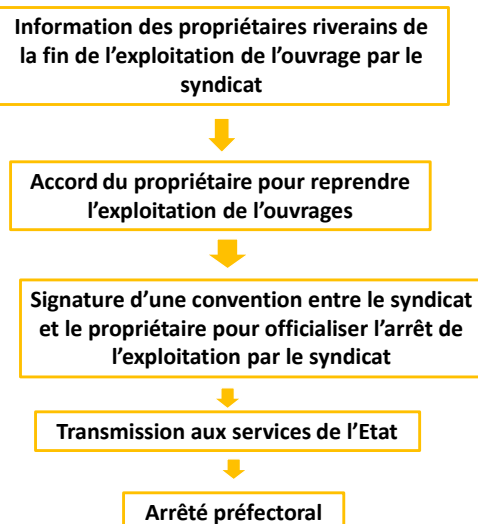 Information des propriétaires riverains de
la fin de l'exploitation de l'ouvrage par le
syndicat
Accord du propriétaire pour reprendre
l'exploitation de l'ouvrages
Signature d'une convention entre le syndicat
et le propriétaire pour officialiser l'arrêt de
l'exploitation par le syndicat
Transmission aux services de l'Etat
Arrêté préfectoral